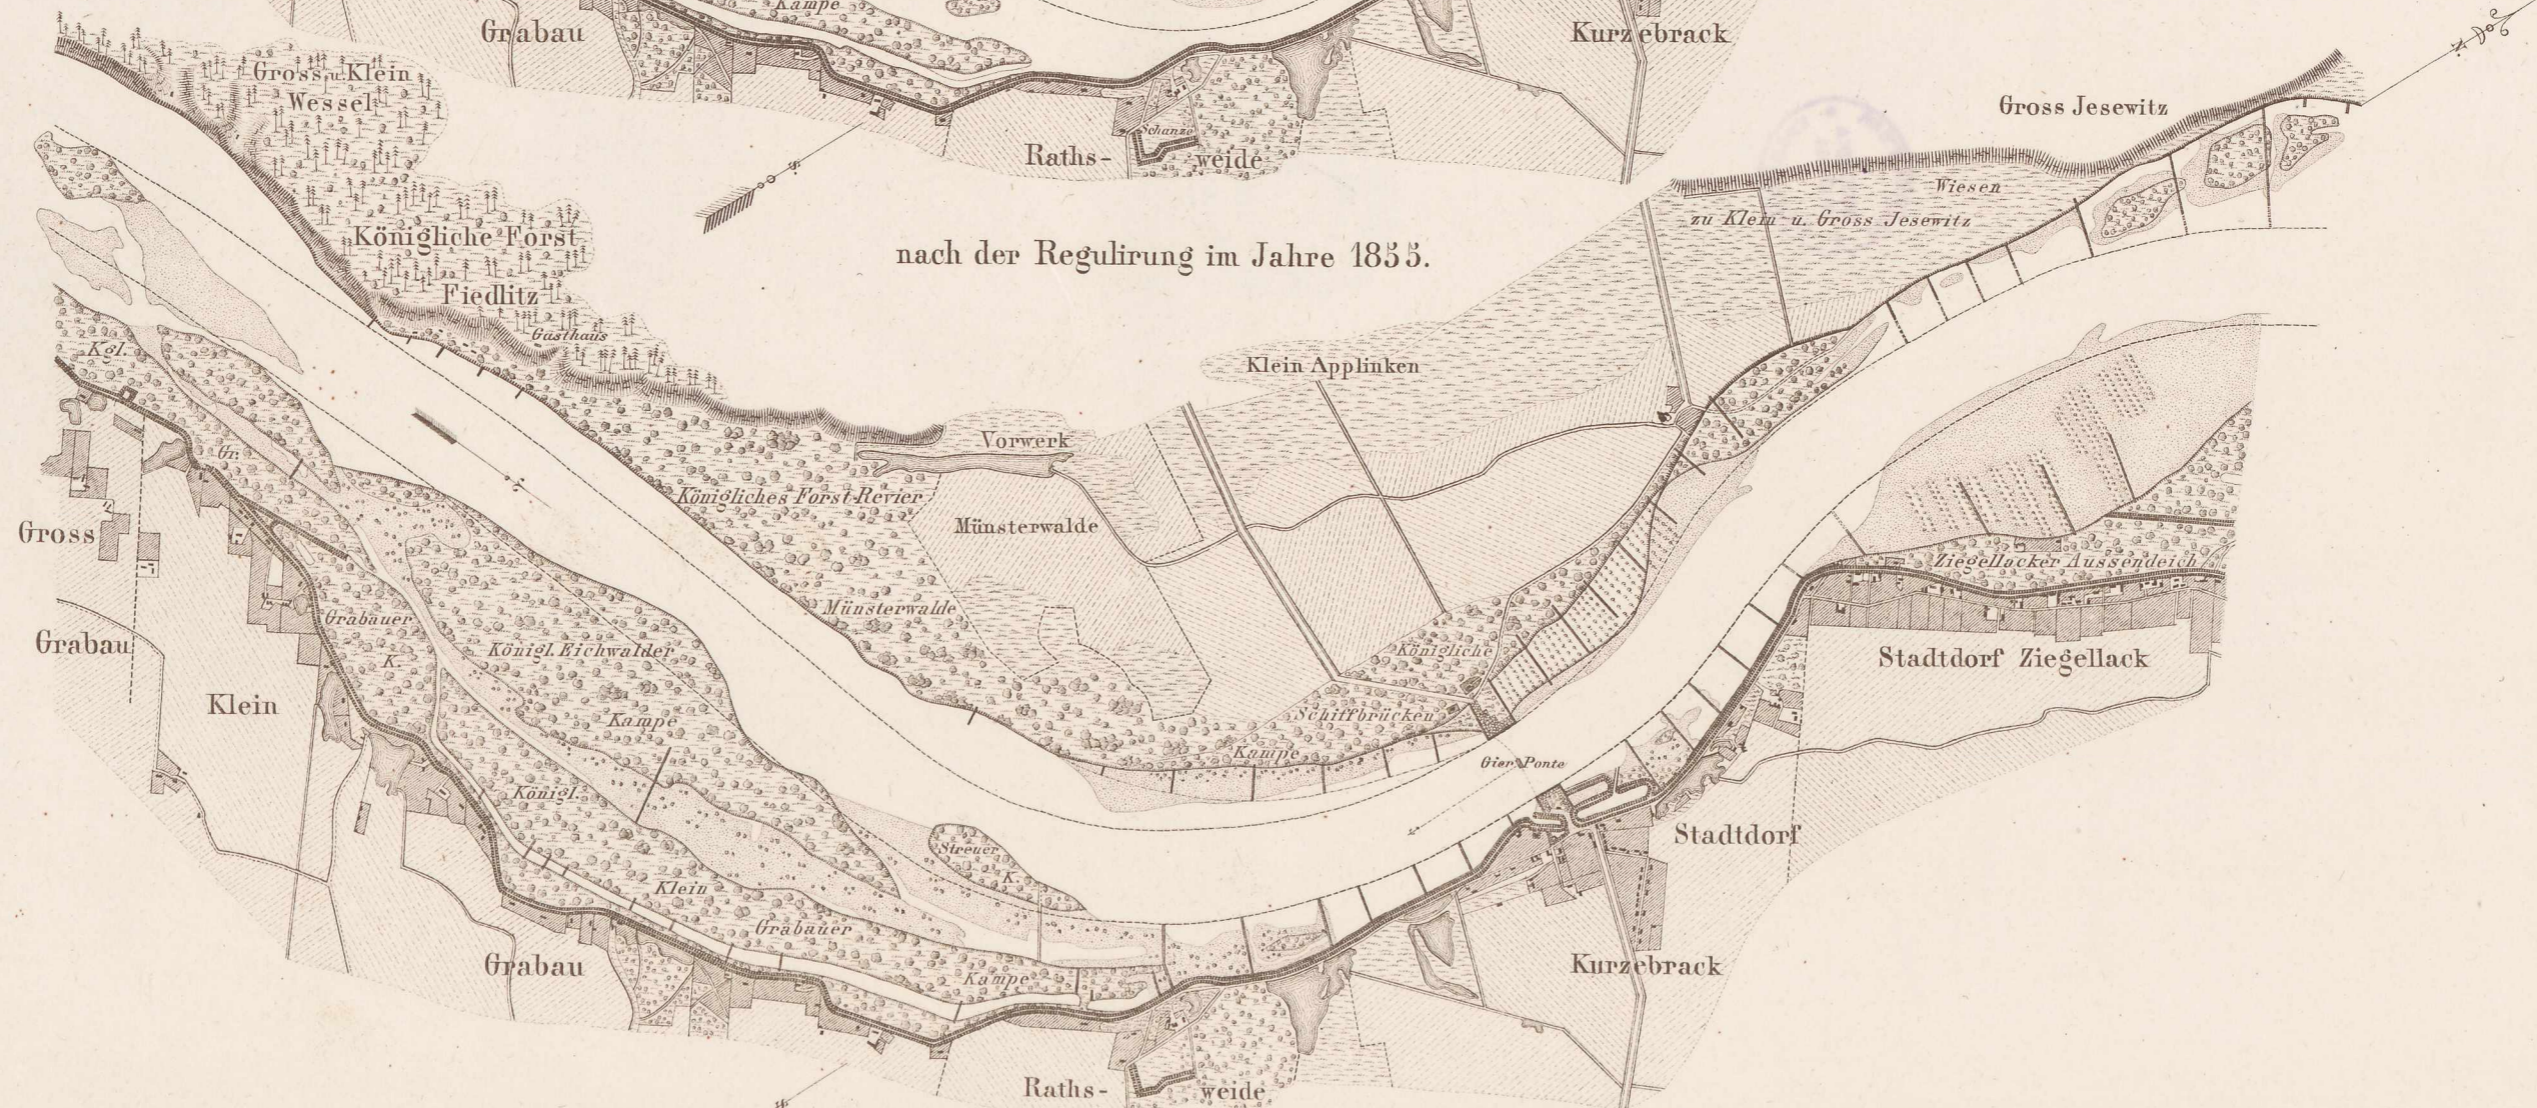 Kampe
Grabau
Kurzebrack
Gross u. Klein
Wessel
Gross Jesewitz
Schanze
Raths-
weide
Wiesen
zu Klein u. Gross Jesewitz
Königliche Forst
nach der Regulirung im Jahre 1855.
Fiedlitz
Gasthaus
Kgl.
Klein Applinken
Vorwerk
Gr.
Königliches Forst-Revier
Münsterwalde
Gross
Ziegellacker Aussendeich
Münsterwalde
Grabauer
K.
Grabau
Königl. Eichwalder
Königliche
Stadtdorf Ziegellack
Klein
Kampe
Schiffbrücken
Kampe
Gier Ponte
Königl.
Stadtdorf
Streuer
K.
Klein
Grabauer
Grabau
Kampe
Kurzebrack
Raths-
weide